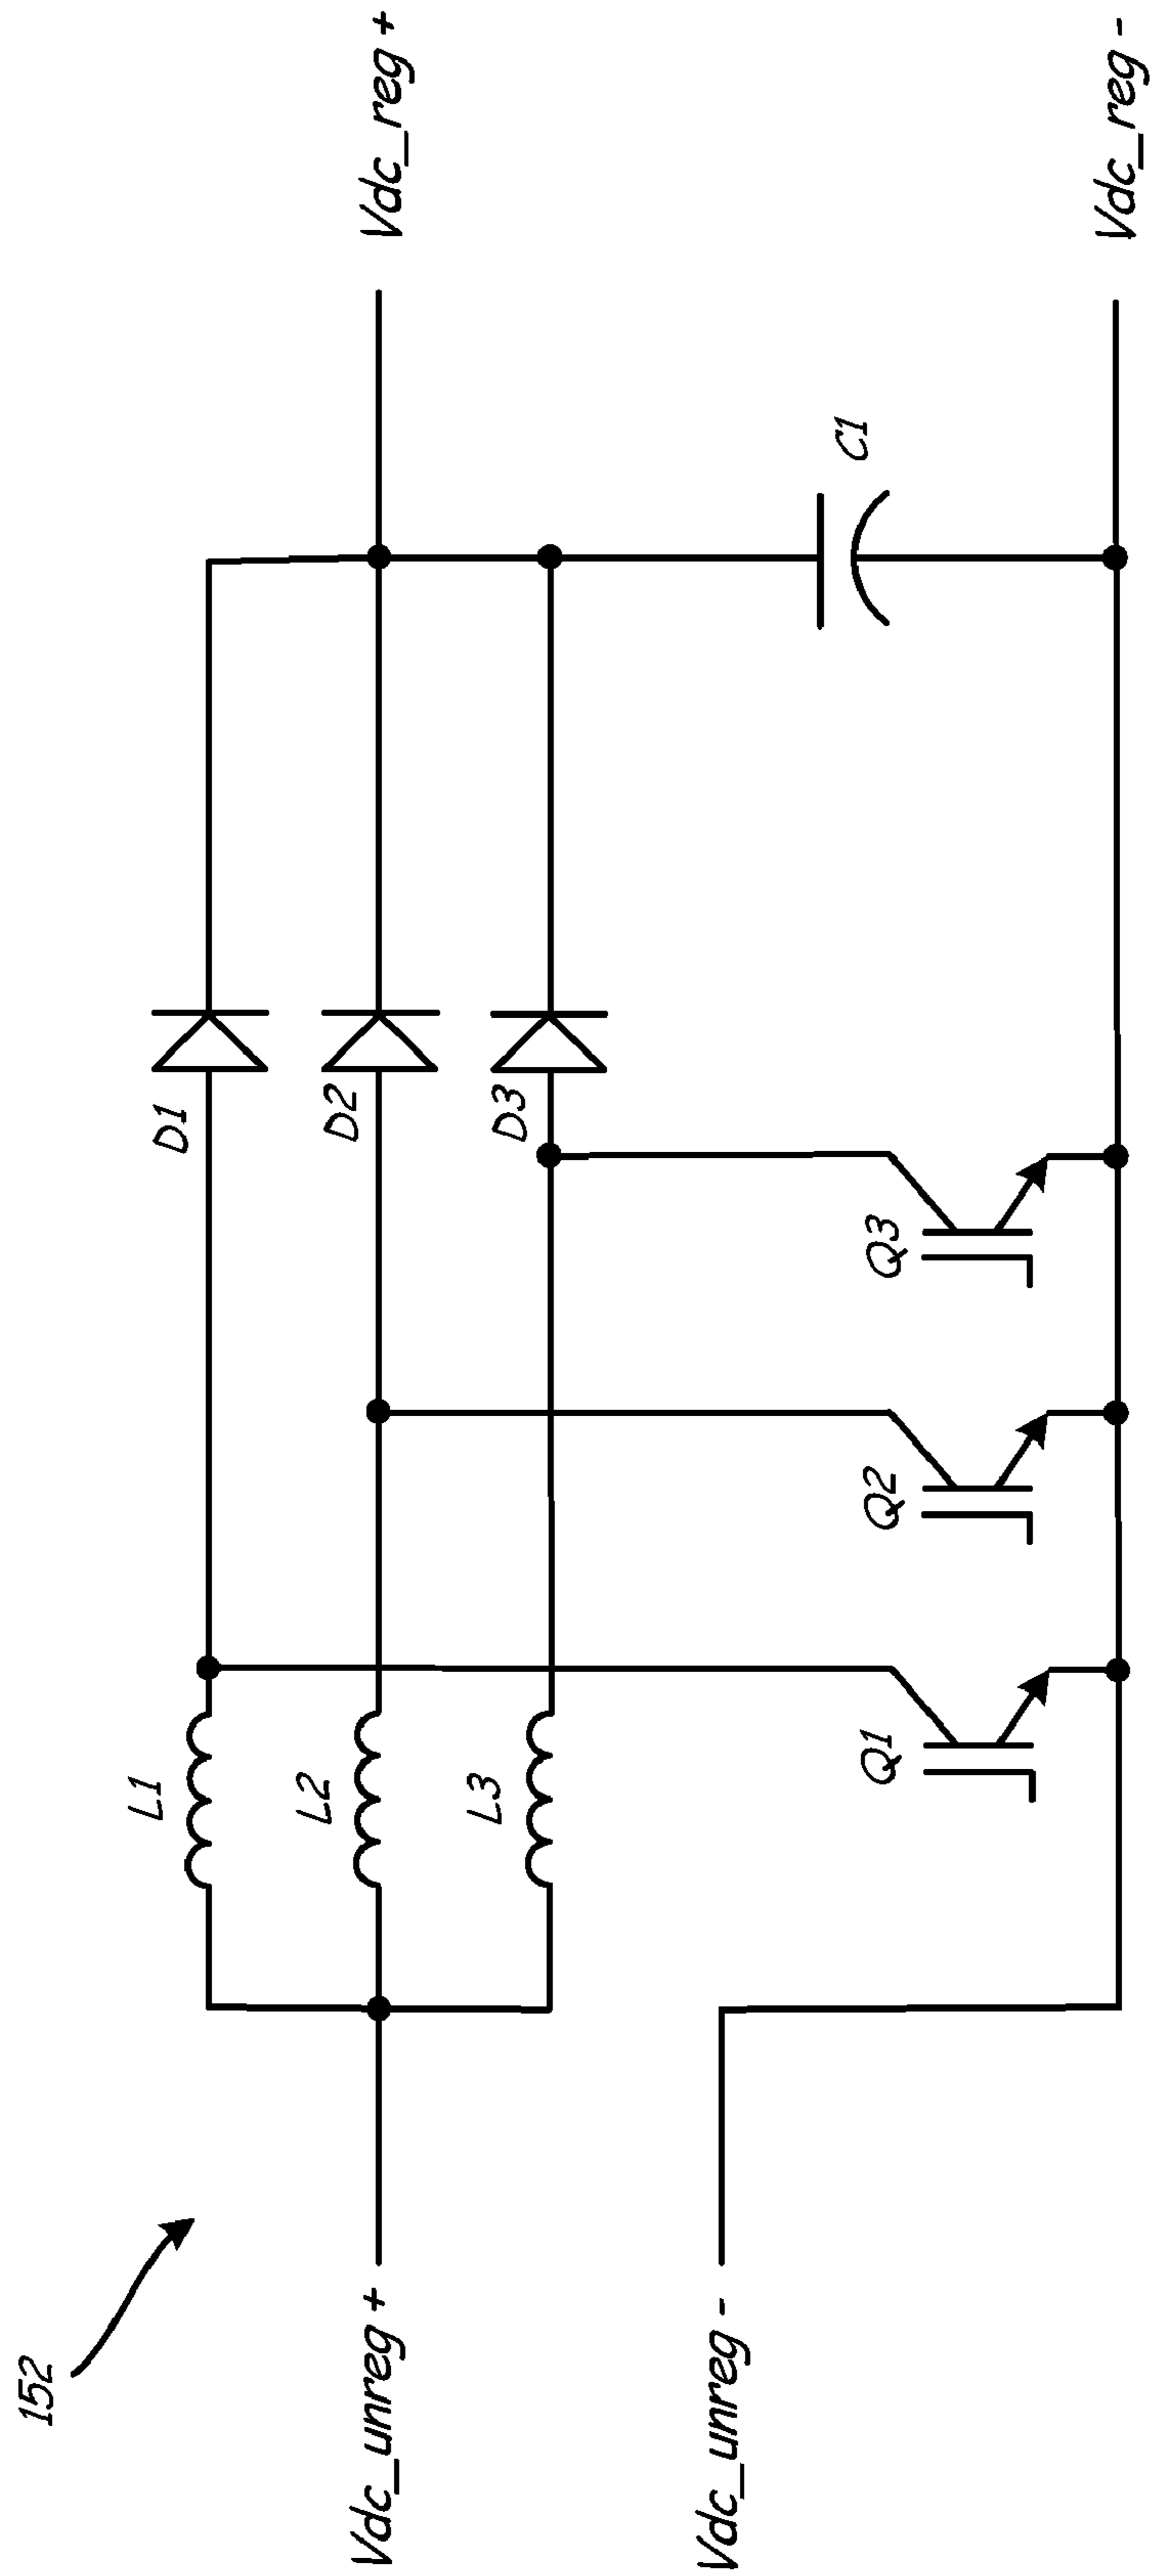 152
Vdc_unreg +
Vdc_unreg -
L1
L2
L3
Q1
Q2
Q3
D1
D2
D3
C1
Vdc_reg +
Vdc_reg -